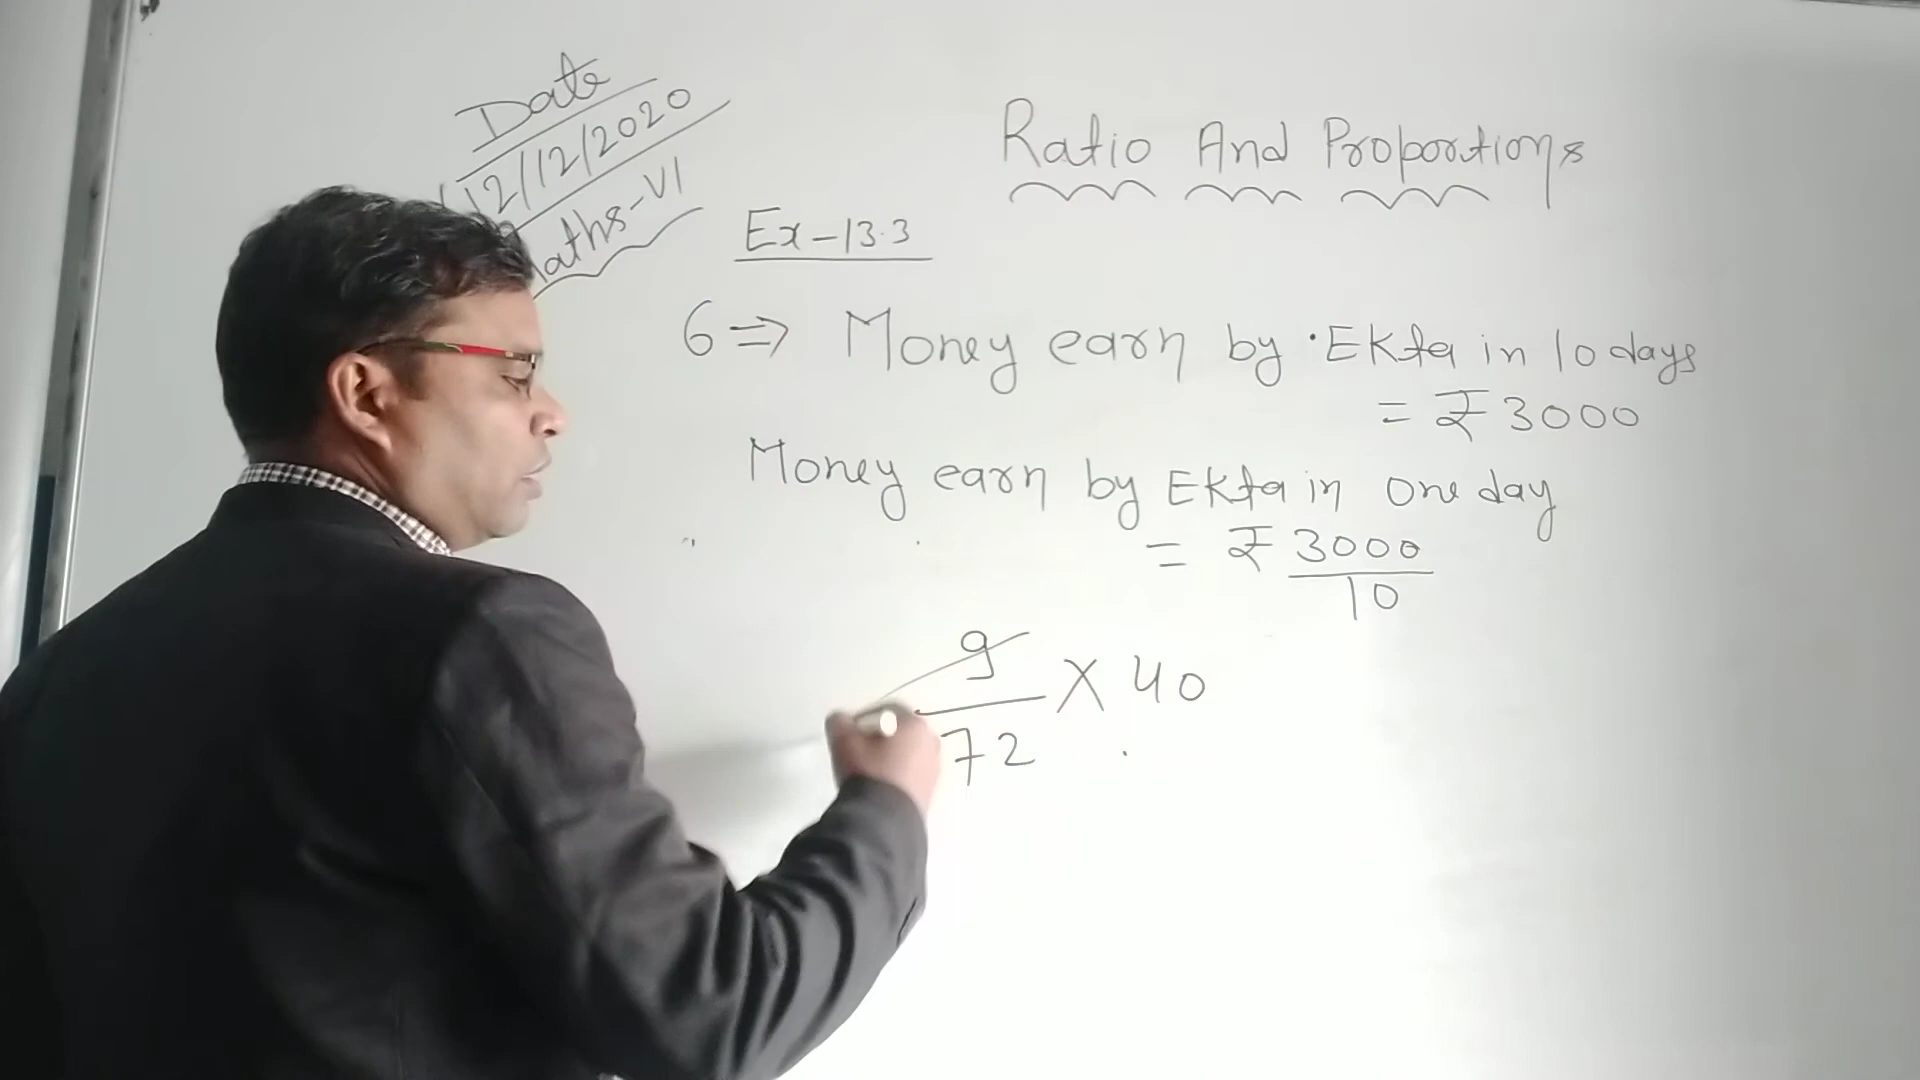 Date
12/12/2020
aths-VI
Ratio And Proportions
Ex-13.3
6⇒ Money earn by Ekta in 10 days
= ₹ 3000
Money earn by Ekta in one day
= ₹ 3000
10
9
× 40
72